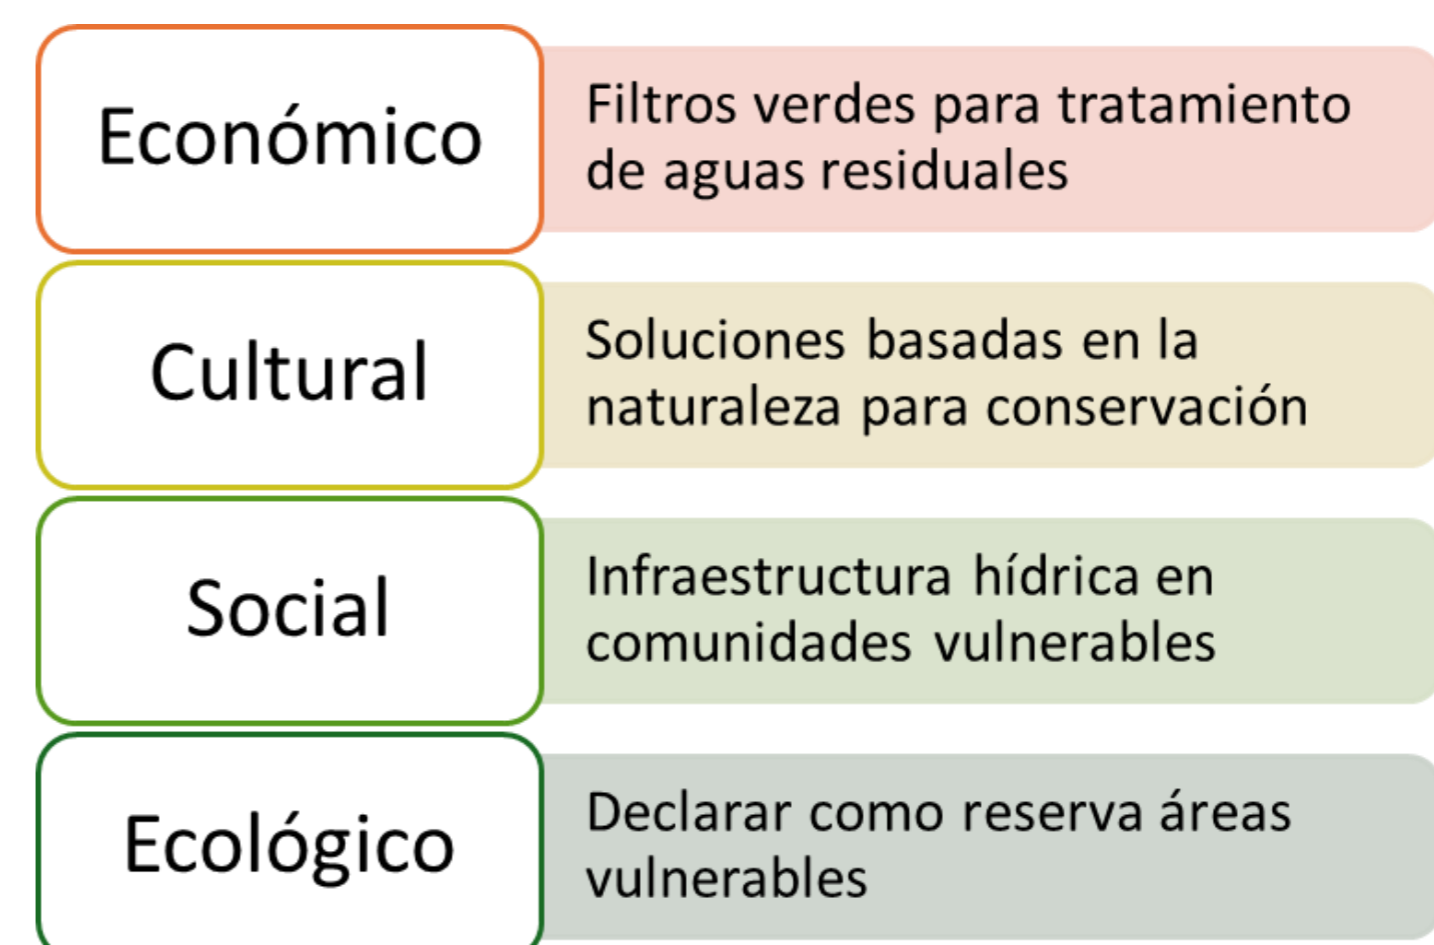 Económico
Filtros verdes para tratamiento
de aguas residuales
Cultural
Soluciones basadas en la
naturaleza para conservación
Social
Infraestructura hídrica en
comunidades vulnerables
Ecológico
Declarar como reserva áreas
vulnerables